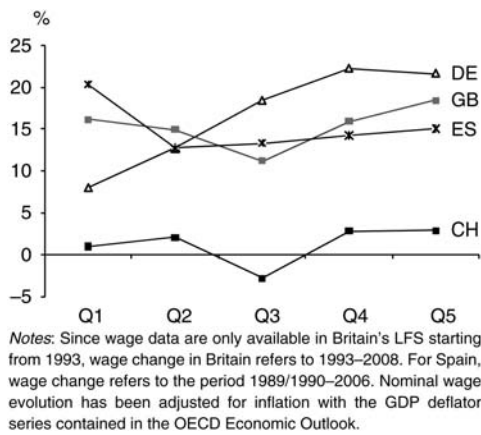 %
25
DE
20
GB
15
ES
10
5
CH
0
–5
Q1 Q2 Q3 Q4 Q5
Notes: Since wage data are only available in Britain's LFS starting
from 1993, wage change in Britain refers to 1993–2008. For Spain,
wage change refers to the period 1989/1990–2006. Nominal wage
evolution has been adjusted for inflation with the GDP deflator
series contained in the OECD Economic Outlook.